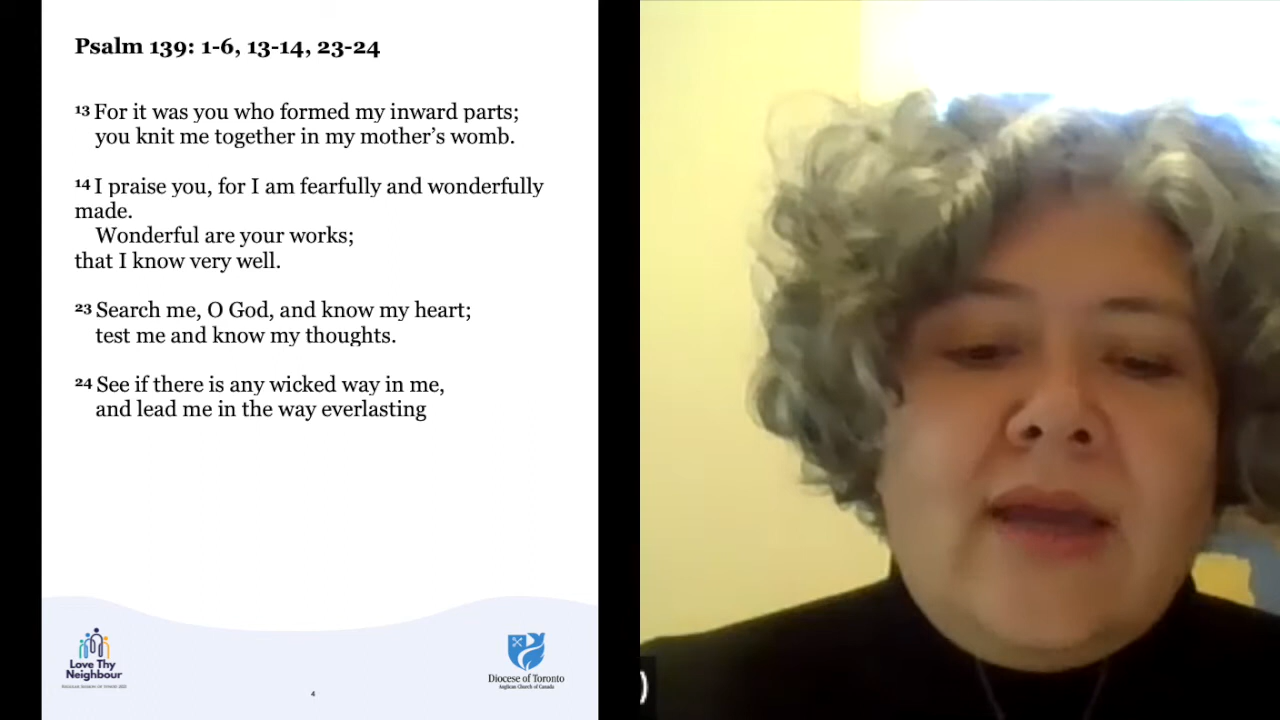 Psalm 139: 1-6, 13-14, 23-24
13 For it was you who formed my inward parts;
you knit me together in my mother’s womb.
14 I praise you, for I am fearfully and wonderfully
made.
Wonderful are your works;
that I know very well.
23 Search me, O God, and know my heart;
test me and know my thoughts.
24 See if there is any wicked way in me,
and lead me in the way everlasting
Love Thy
Neighbour
Diocese of Toronto
Anglican Church of Canada
4